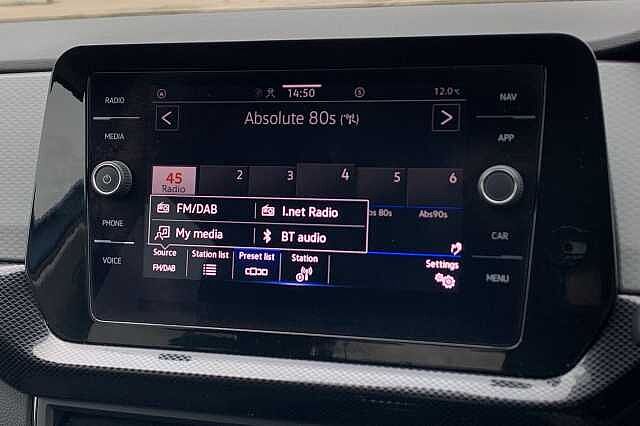 RADIO
MEDIA
PHONE
VOICE
14:50
12.0°C
Absolute 80s
45 2 3 4 5 6
Radio
Abs90s
FM/DAB I.net Radio
My media BT audio
Source Station list Preset list Station Settings
FM/DAB
NAV
APP
CAR
MENU